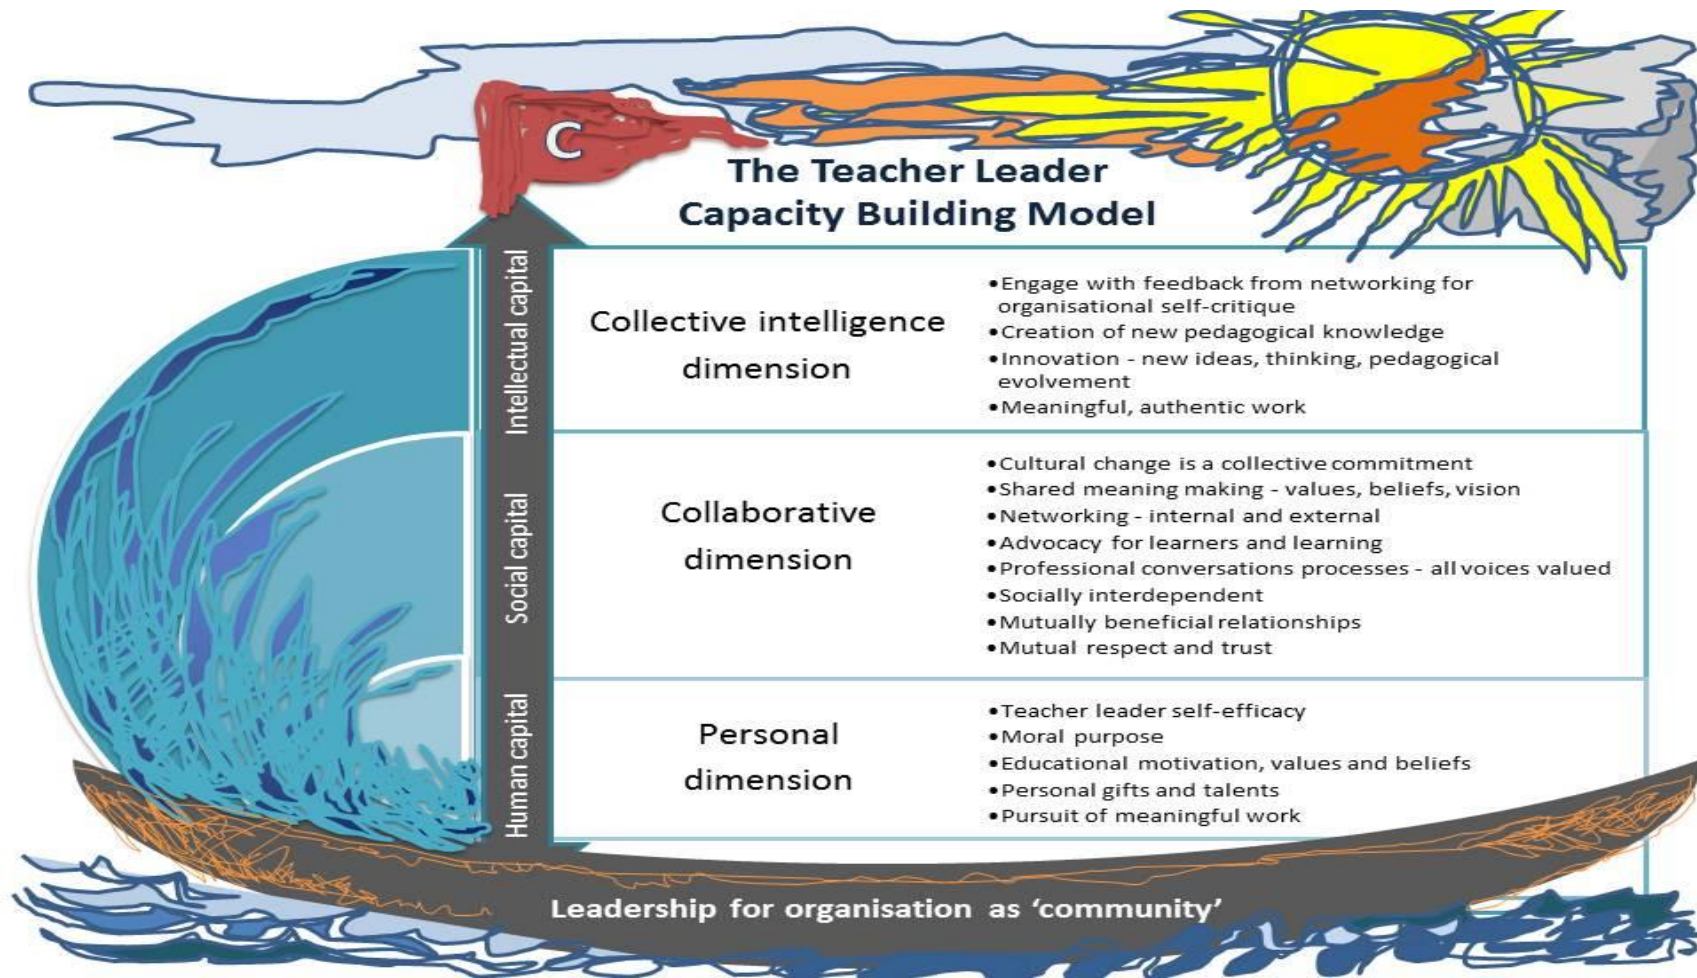 C
The Teacher Leader
Capacity Building Model
Intellectual capital
Collective intelligence
dimension
•Engage with feedback from networking for
organisational self-critique
•Creation of new pedagogical knowledge
•Innovation - new ideas, thinking, pedagogical
evolvement
•Meaningful, authentic work
Social capital
Collaborative
dimension
•Cultural change is a collective commitment
•Shared meaning making - values, beliefs, vision
•Networking - internal and external
•Advocacy for learners and learning
•Professional conversations processes - all voices valued
•Socially interdependent
•Mutually beneficial relationships
•Mutual respect and trust
Human capital
Personal
dimension
•Teacher leader self-efficacy
•Moral purpose
•Educational motivation, values and beliefs
•Personal gifts and talents
•Pursuit of meaningful work
Leadership for organisation as ‘community’